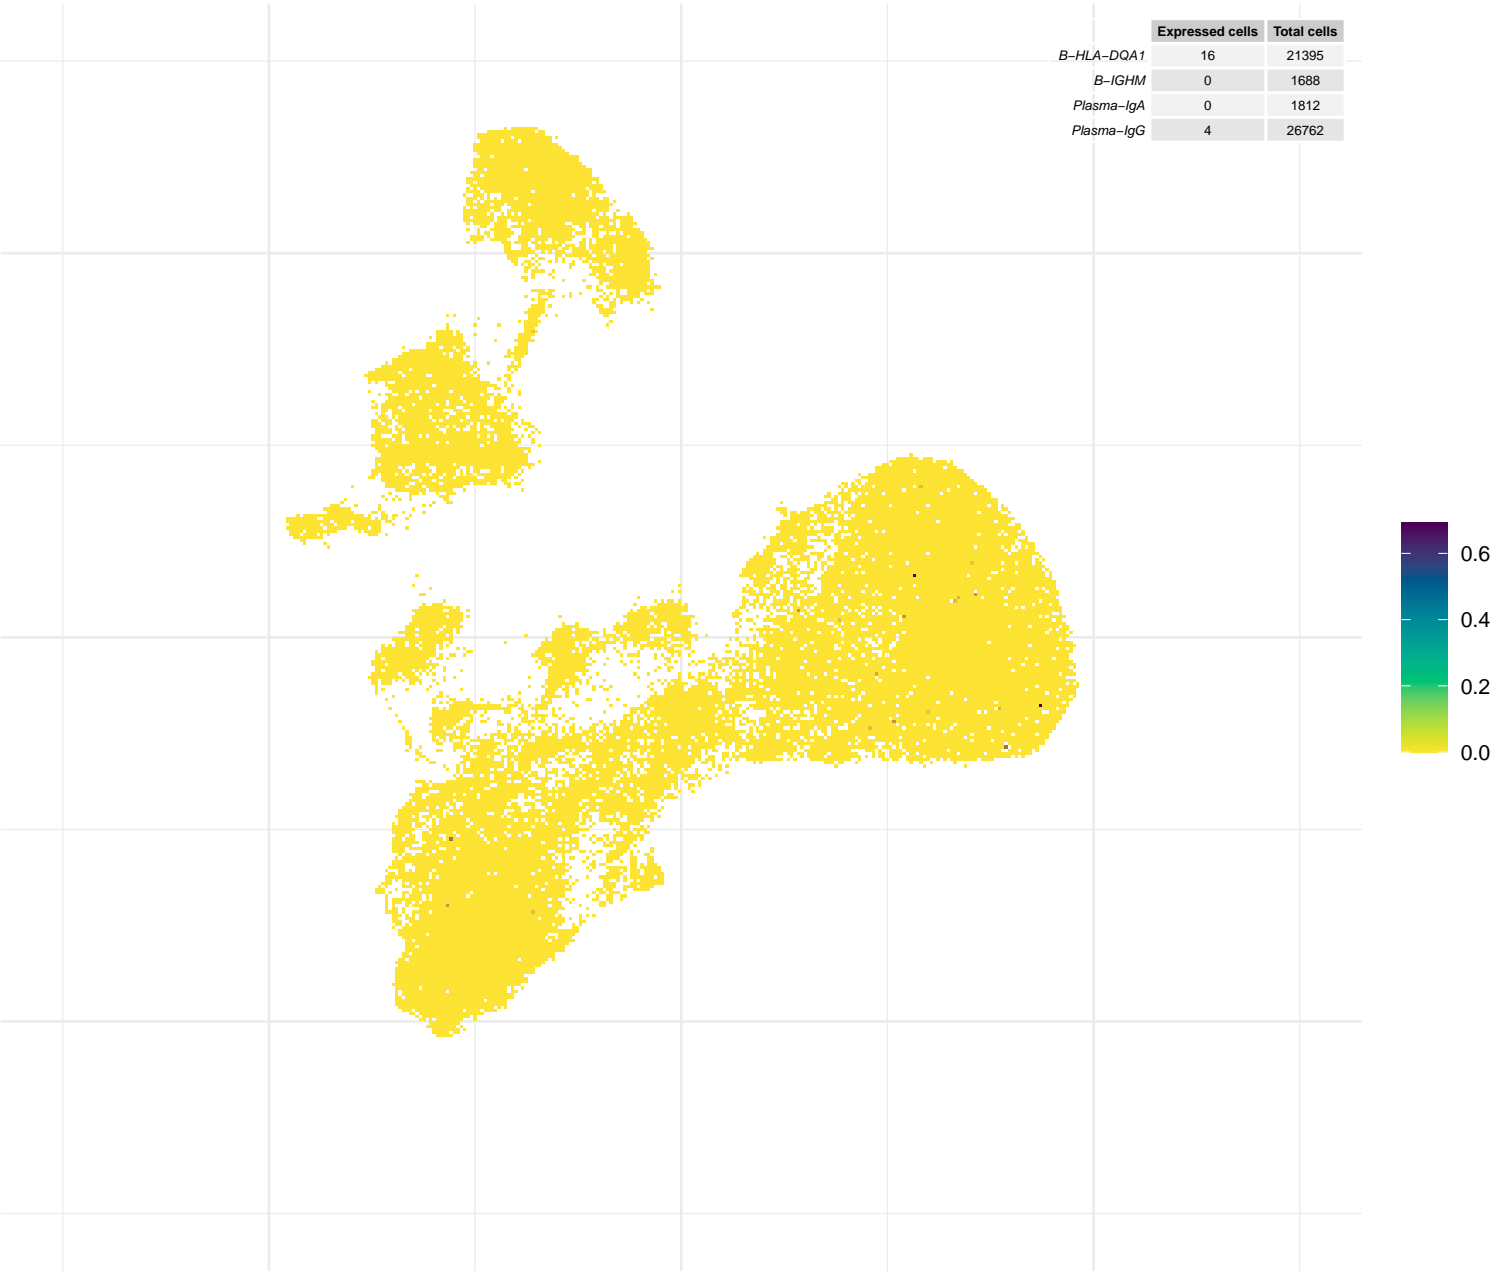 Expressed cells Total cells
B−HLA−DQA1 16 21395
B−IGHM 0 1688
Plasma−IgA 0 1812
Plasma−IgG 4 26762
0.6
0.4
0.2
0.0